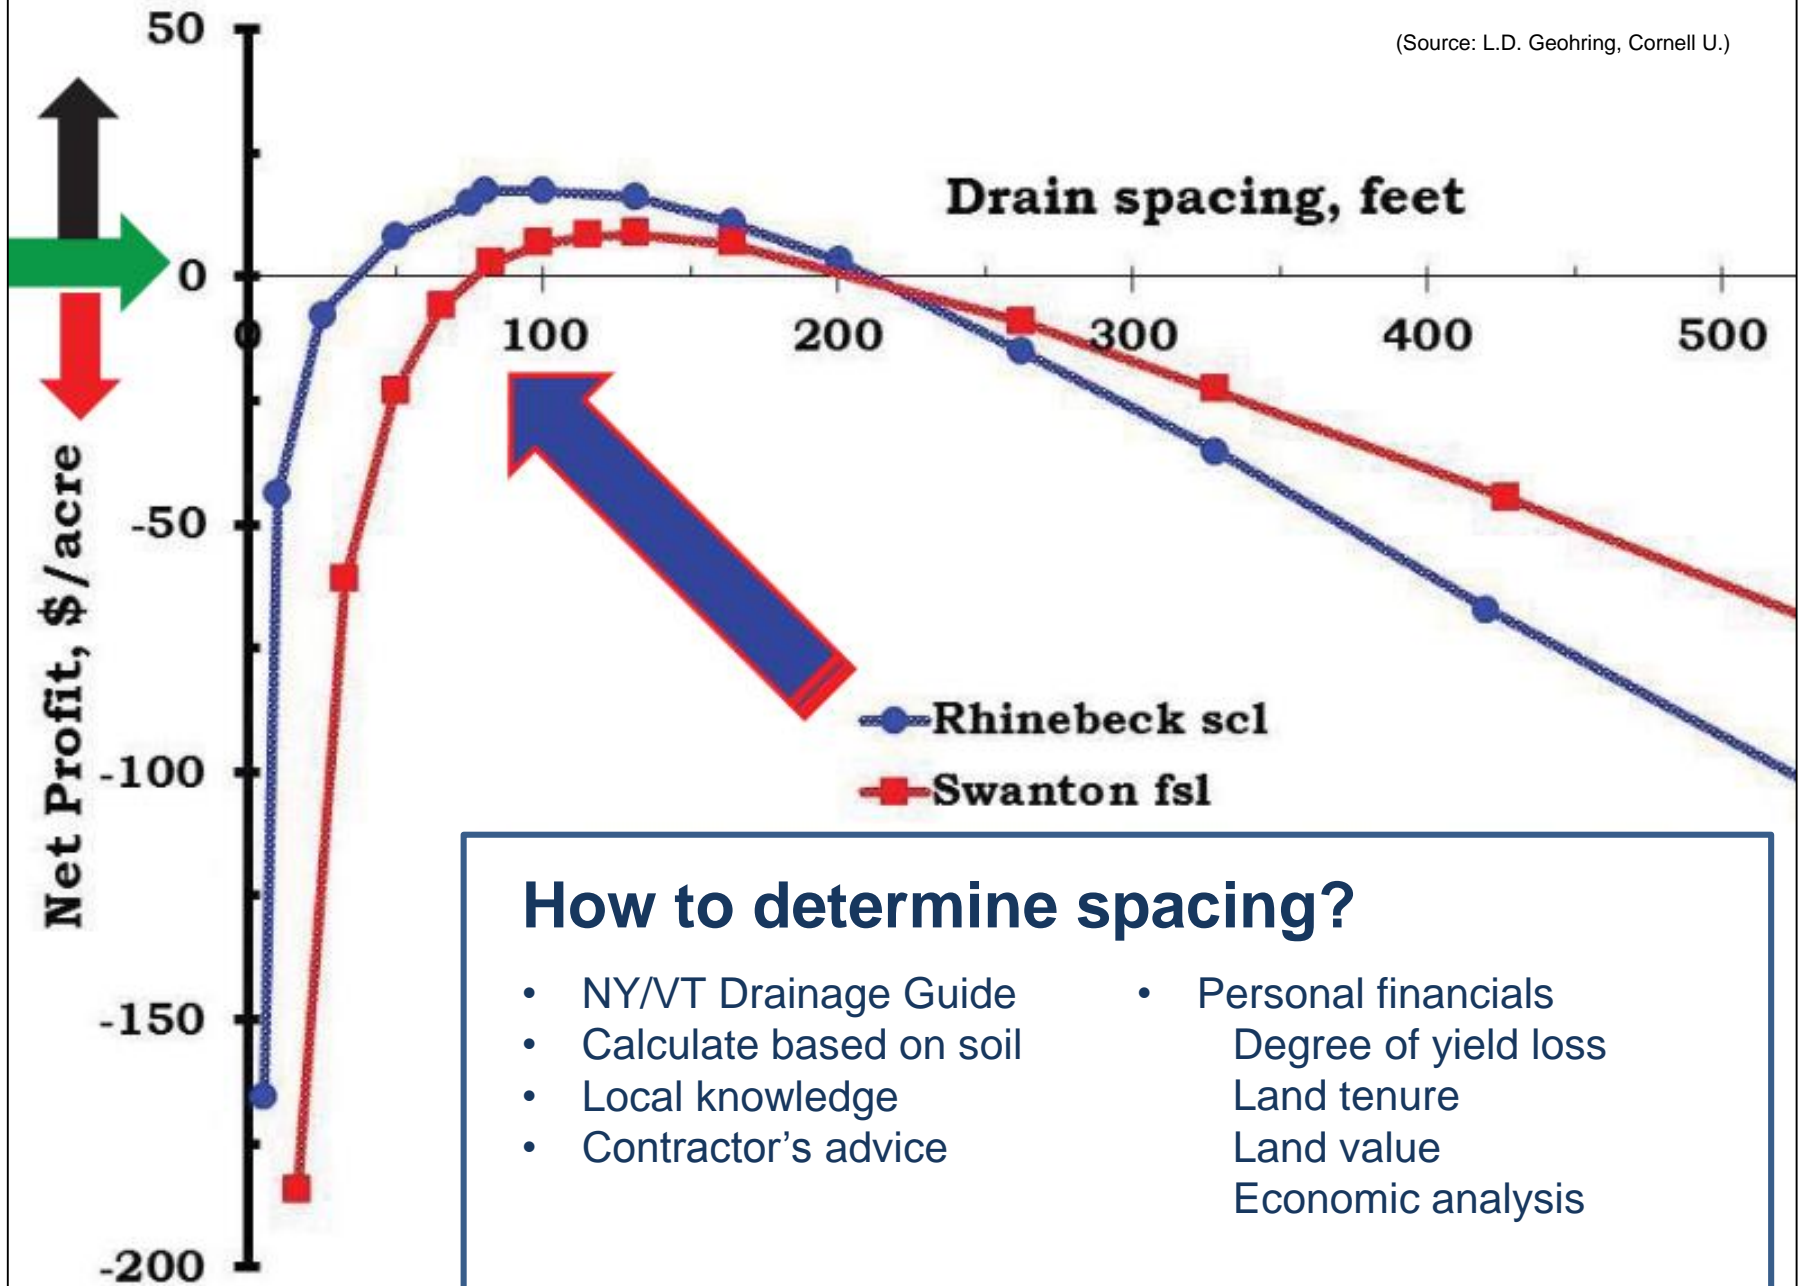 50
(Source: L.D. Geohring, Cornell U.)
Drain spacing, feet
0
0
100
200
300
400
500
Net Profit, $/acre
-50
-100
-150
-200
Rhinebeck scl
Swanton fsl
How to determine spacing?
• NY/VT Drainage Guide
• Calculate based on soil
• Local knowledge
• Contractor’s advice
• Personal financials
Degree of yield loss
Land tenure
Land value
Economic analysis